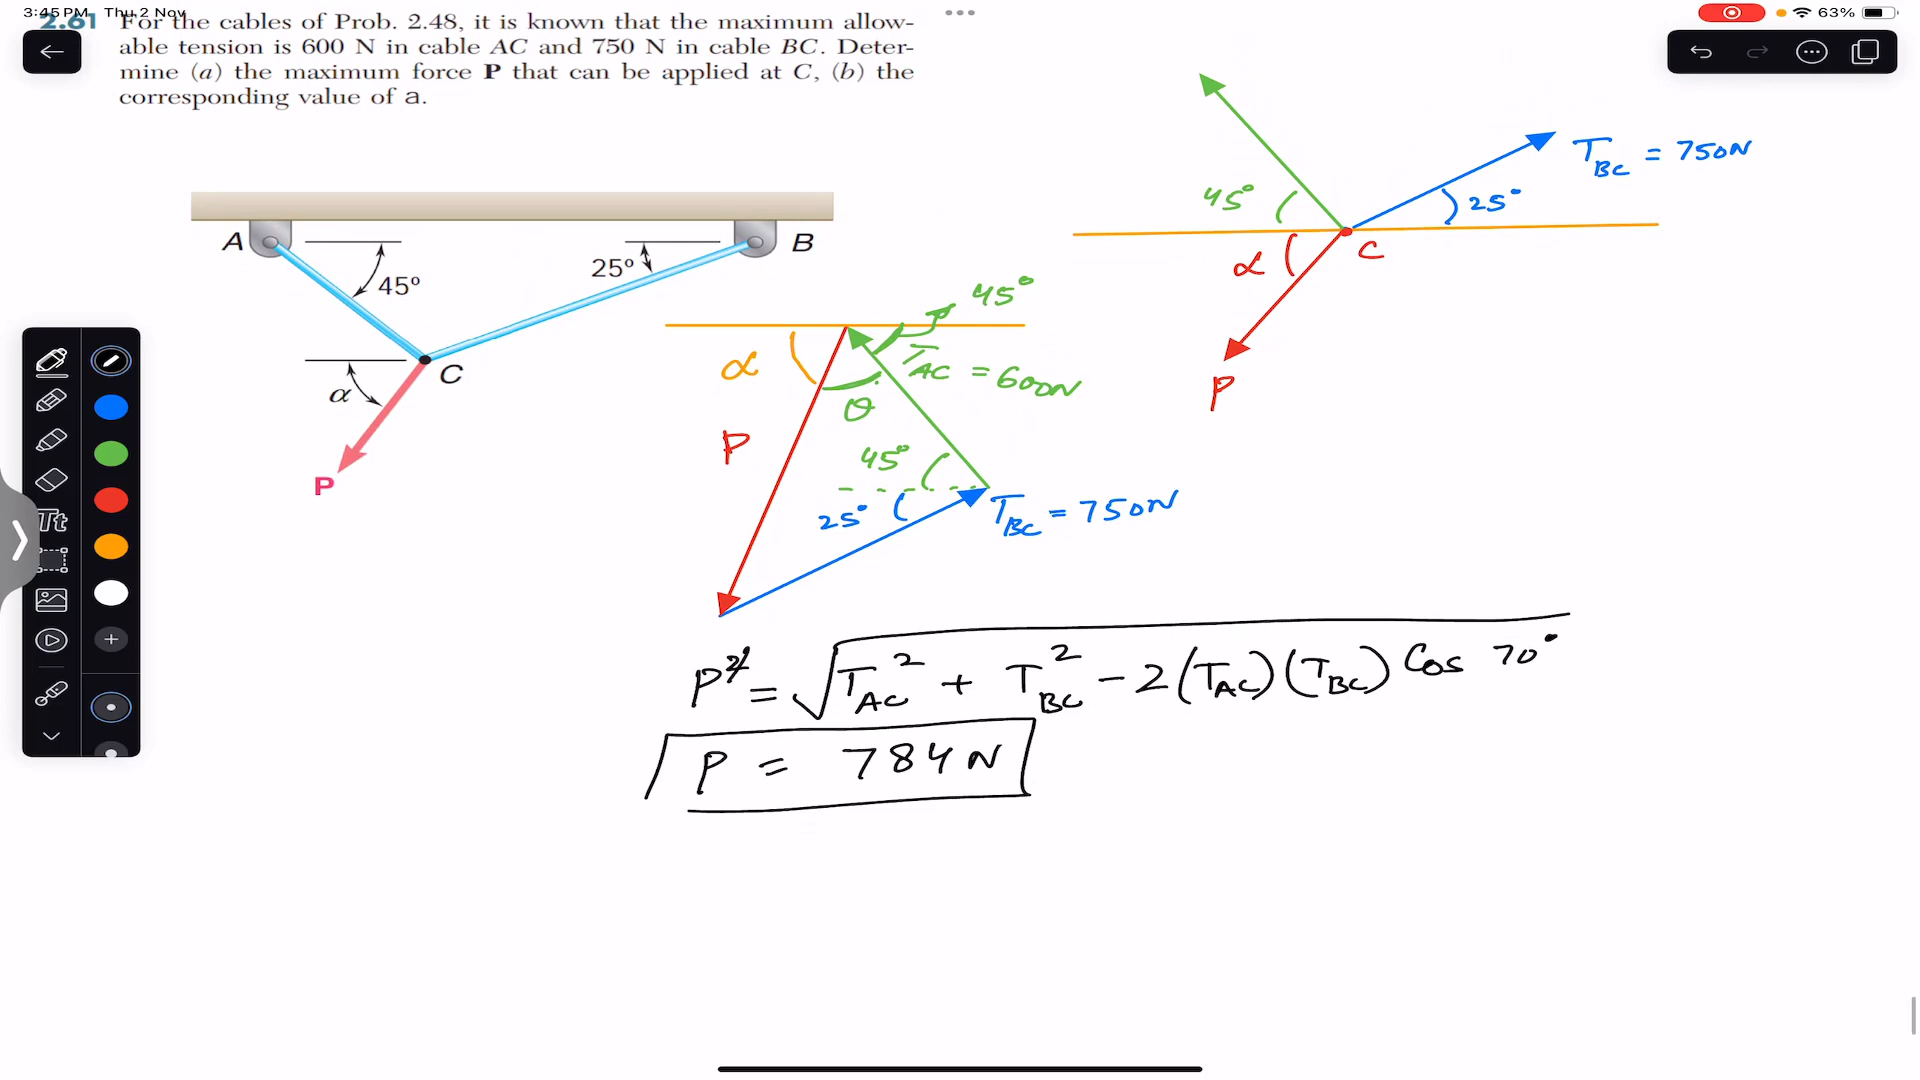 3:45 PM Thu 2 Nov
63%
2.61 For the cables of Prob. 2.48, it is known that the maximum allow-
able tension is 600 N in cable AC and 750 N in cable BC. Deter-
mine (a) the maximum force P that can be applied at C, (b) the
corresponding value of a.
A
B
45°
25°
C
α
P
T_BC = 750N
45°
25°
α
C
P
45°
α
T_AC = 600N
θ
P
45°
25°
T_BC = 750N
P² = √(T_AC² + T_BC² - 2(T_AC)(T_BC) Cos 70°
P = 784N
Tt